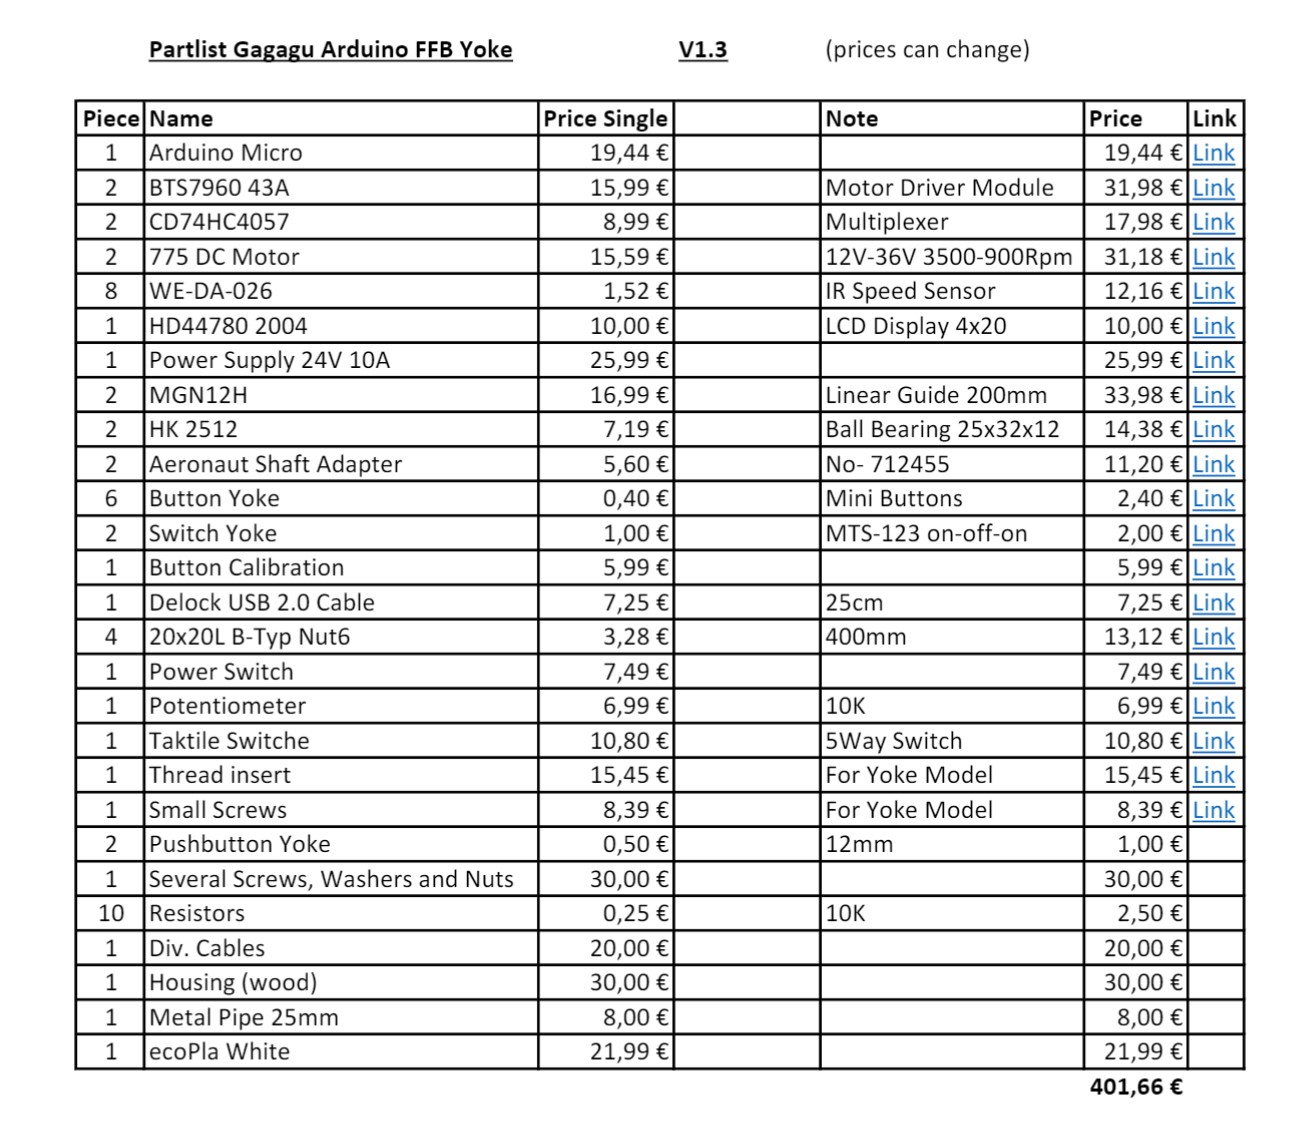 Partlist Gagagu Arduino FFB Yoke V1.3 (prices can change)
Piece Name Price Single Note Price Link
1 Arduino Micro 19,44 € 19,44 € Link
2 BTS7960 43A 15,99 € Motor Driver Module 31,98 € Link
2 CD74HC4057 8,99 € Multiplexer 17,98 € Link
2 775 DC Motor 15,59 € 12V-36V 3500-900Rpm 31,18 € Link
8 WE-DA-026 1,52 € IR Speed Sensor 12,16 € Link
1 HD44780 2004 10,00 € LCD Display 4x20 10,00 € Link
1 Power Supply 24V 10A 25,99 € 25,99 € Link
2 MGN12H 16,99 € Linear Guide 200mm 33,98 € Link
2 HK 2512 7,19 € Ball Bearing 25x32x12 14,38 € Link
2 Aeronaut Shaft Adapter 5,60 € No- 712455 11,20 € Link
6 Button Yoke 0,40 € Mini Buttons 2,40 € Link
2 Switch Yoke 1,00 € MTS-123 on-off-on 2,00 € Link
1 Button Calibration 5,99 € 5,99 € Link
1 Delock USB 2.0 Cable 7,25 € 25cm 7,25 € Link
4 20x20L B-Typ Nut6 3,28 € 400mm 13,12 € Link
1 Power Switch 7,49 € 7,49 € Link
1 Potentiometer 6,99 € 10K 6,99 € Link
1 Taktile Switche 10,80 € 5Way Switch 10,80 € Link
1 Thread insert 15,45 € For Yoke Model 15,45 € Link
1 Small Screws 8,39 € For Yoke Model 8,39 € Link
2 Pushbutton Yoke 0,50 € 12mm 1,00 €
1 Several Screws, Washers and Nuts 30,00 € 30,00 €
10 Resistors 0,25 € 10K 2,50 €
1 Div. Cables 20,00 € 20,00 €
1 Housing (wood) 30,00 € 30,00 €
1 Metal Pipe 25mm 8,00 € 8,00 €
1 ecoPla White 21,99 € 21,99 €
401,66 €